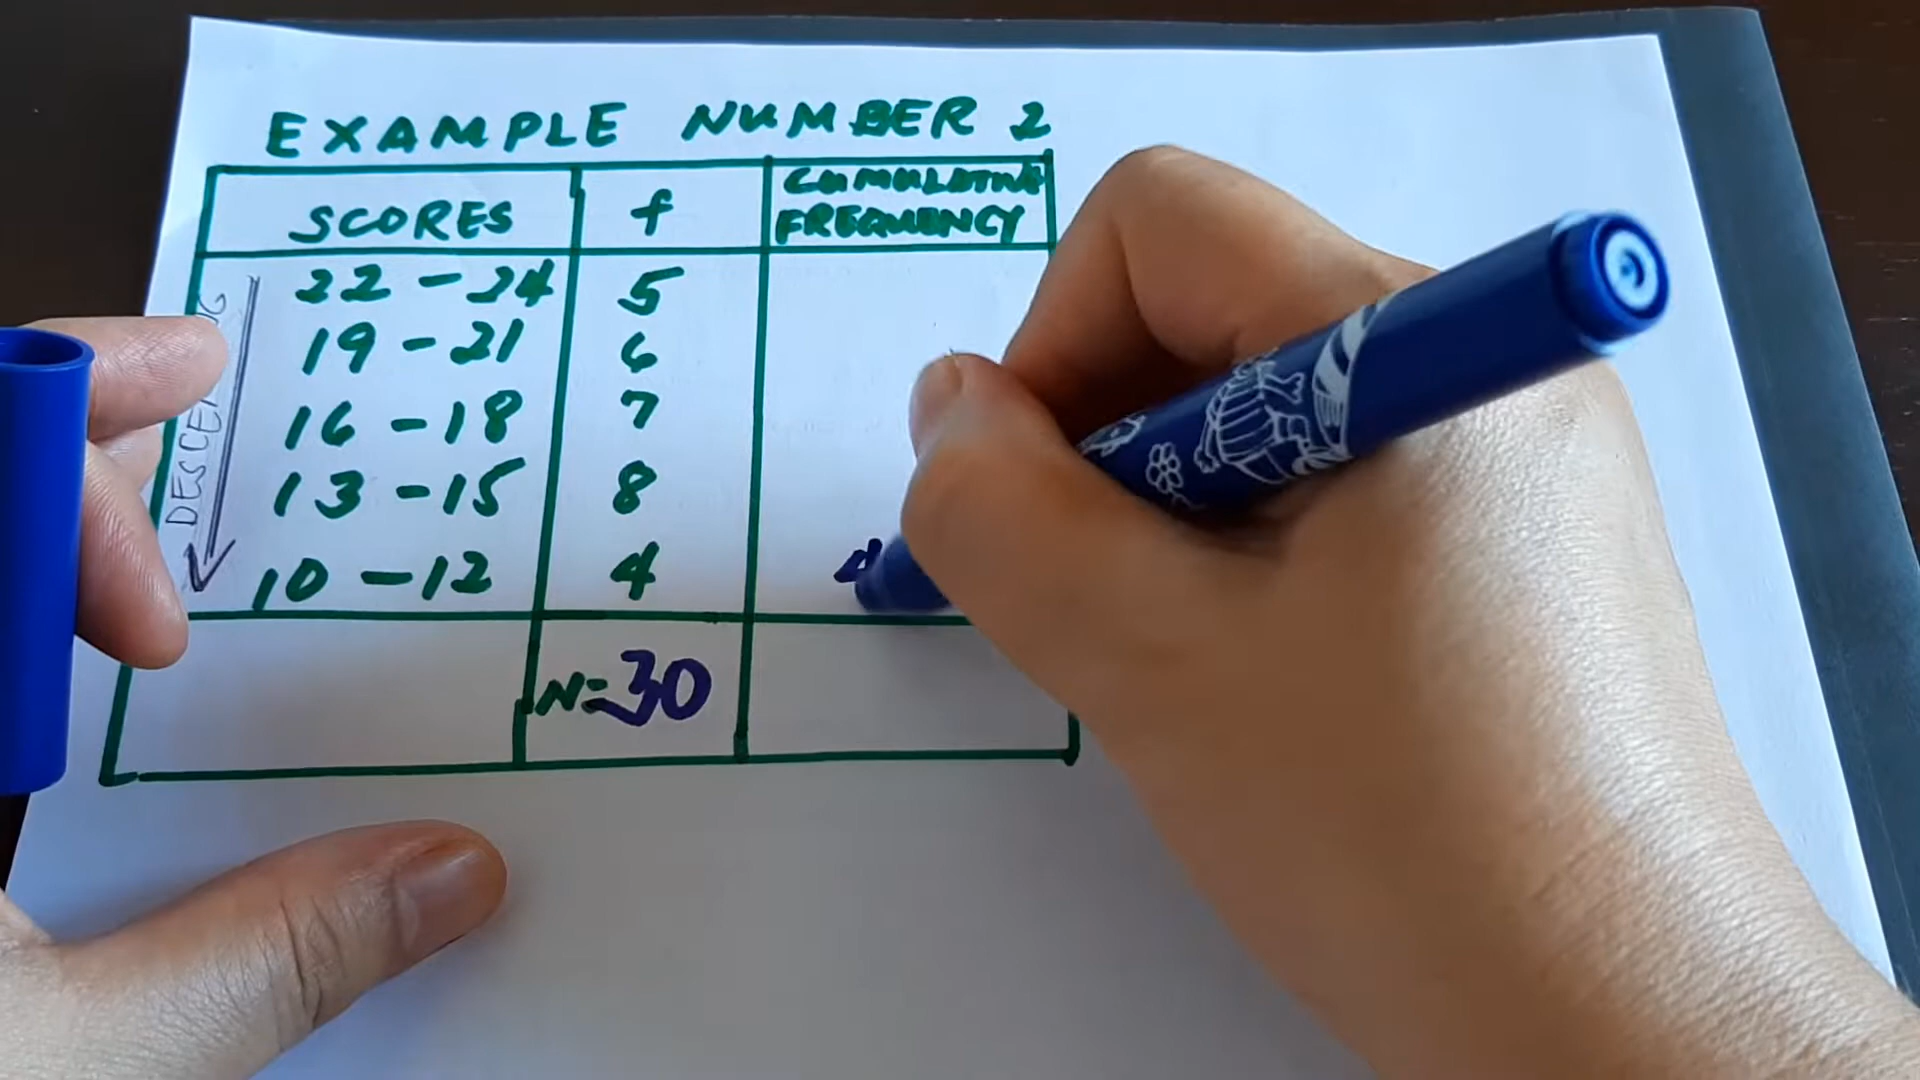 EXAMPLE NUMBER 2
SCORES f CUMULATIVE FREQUENCY
22 - 24 5
19 - 21 6
16 - 18 7
13 - 15 8
10 - 12 4 4
N = 30